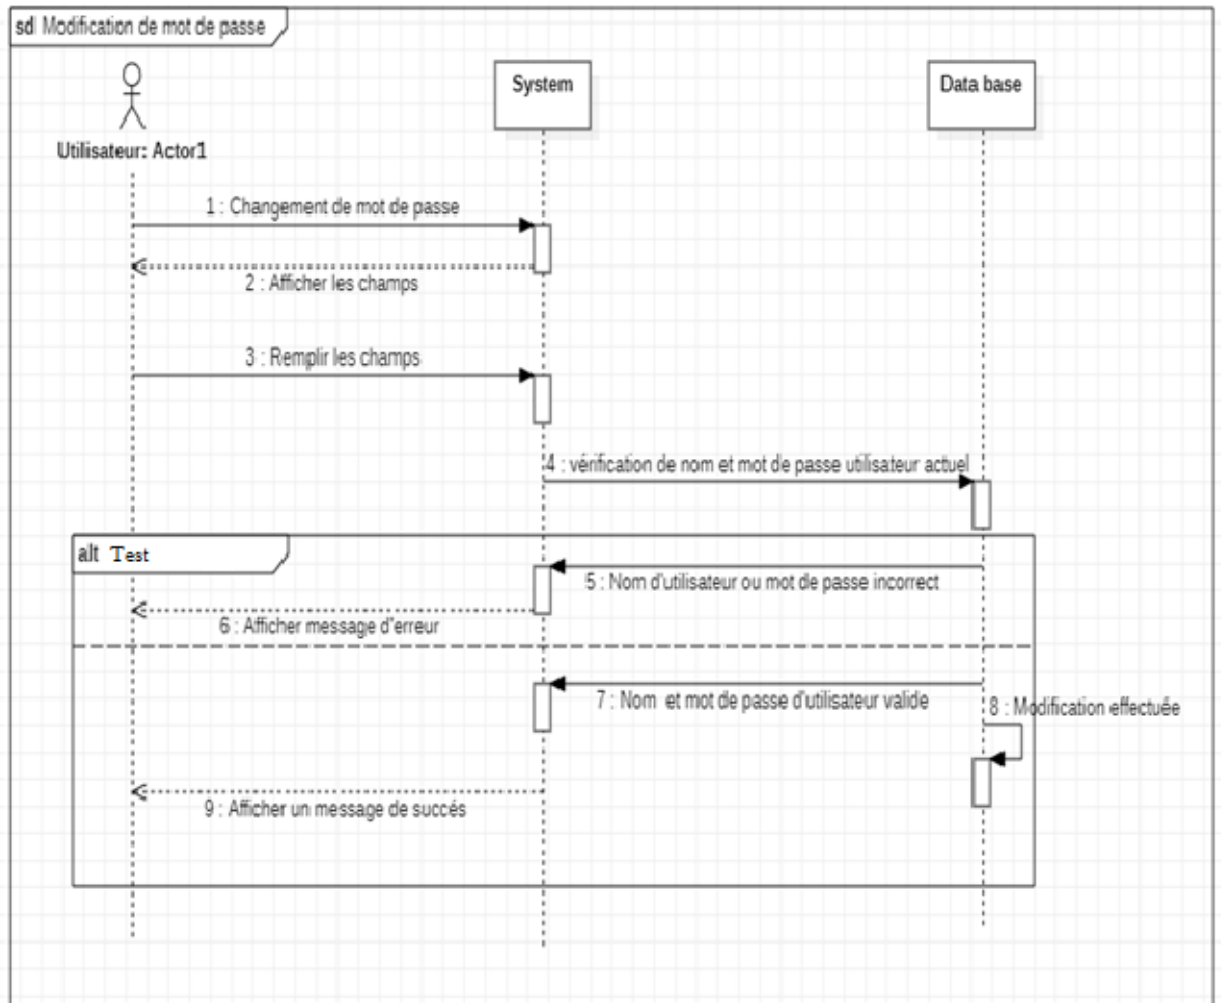 sd Modification de mot de passe
System
Data base
Utilisateur: Actor1
1 : Changement de mot de passe
2 : Afficher les champs
3 : Remplir les champs
4 : vérification de nom et mot de passe utilisateur actuel
alt Test
5 : Nom d'utilisateur ou mot de passe incorrect
6 : Afficher message d'erreur
7 : Nom et mot de passe d'utilisateur valide
8 : Modification effectuée
9 : Afficher un message de succés